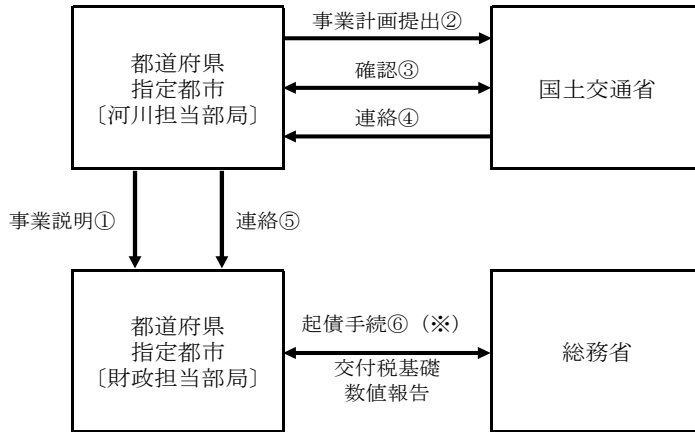 事業計画提出②
都道府県
指定都市
〔河川担当部局〕
確認③
国土交通省
連絡④
事業説明①
連絡⑤
都道府県
指定都市
〔財政担当部局〕
起債手続⑥（※）
交付税基礎
数値報告
総務省